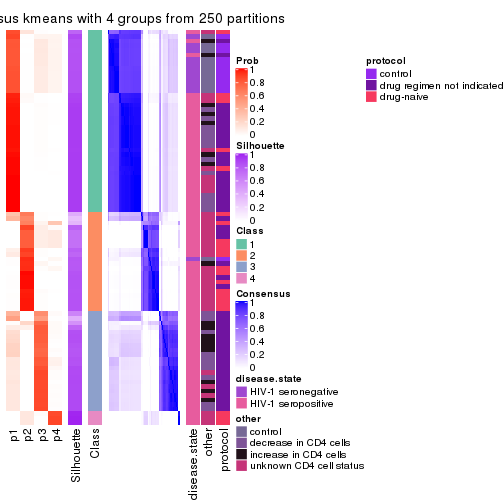 sus kmeans with 4 groups from 250 partitions
Prob
1
0.8
0.6
0.4
0.2
0
Silhouette
1
0.8
0.6
0.4
0.2
0
Class
1
2
3
4
Consensus
1
0.8
0.6
0.4
0.2
0
disease.state
HIV-1 seronegative
HIV-1 seropositive
other
control
decrease in CD4 cells
increase in CD4 cells
unknown CD4 cell status
protocol
control
drug regimen not indicated
drug-naive
p1
p2
p3
p4
Silhouette
Class
disease.state
other
protocol